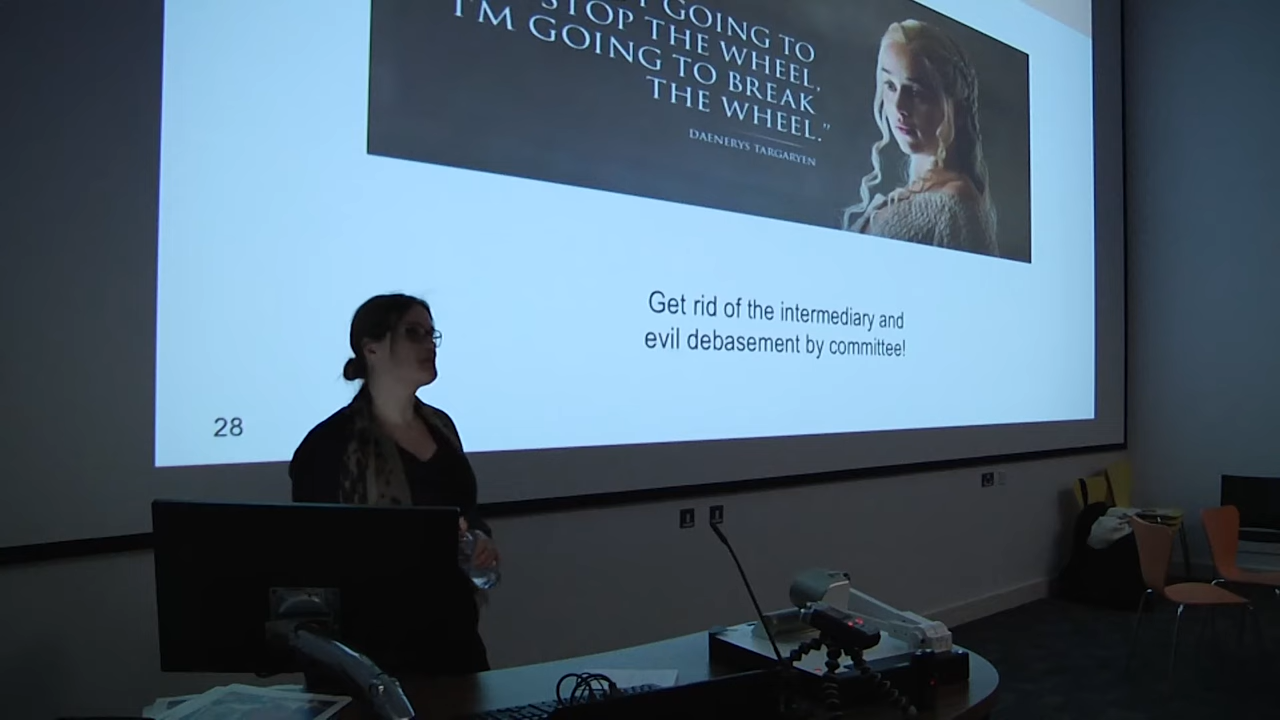 GOING TO
STOP THE WHEEL,
I'M GOING TO BREAK
THE WHEEL."
DAENERYS TARGARYEN
Get rid of the intermediary and
evil debasement by committee!
28